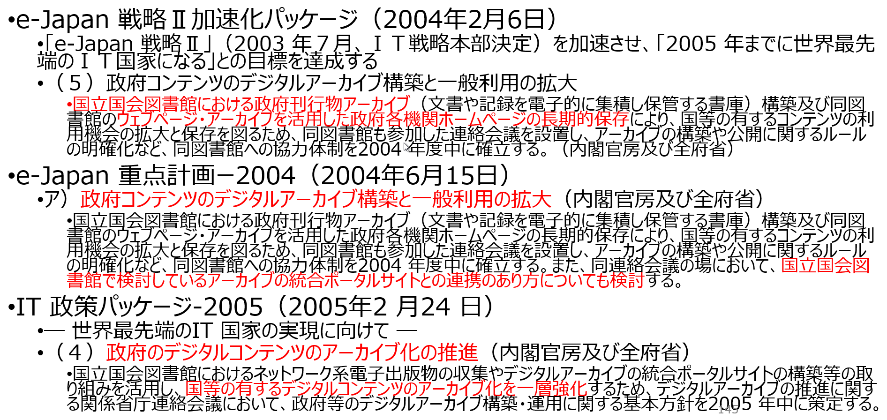 •e-Japan 戦略Ⅱ加速化パッケージ（2004年2月6日）
•「e-Japan 戦略Ⅱ」（2003 年７月、ＩＴ戦略本部決定）を加速させ、「2005 年までに世界最先
端のＩＴ国家になる」との目標を達成する
•（５）政府コンテンツのデジタルアーカイブ構築と一般利用の拡大
•国立国会図書館における政府刊行物アーカイブ（文書や記録を電子的に集積し保管する書庫）構築及び同図
書館のウェブページ・アーカイブを活用した政府各機関ホームページの長期的保存により、国等の有するコンテンツの利
用機会の拡大と保存を図るため、同図書館も参加した連絡会議を設置し、アーカイブの構築や公開に関するルール
の明確化など、同図書館への協力体制を2004 年度中に確立する。（内閣官房及び全府省）
•e-Japan 重点計画－2004（2004年6月15日）
•ア）政府コンテンツのデジタルアーカイブ構築と一般利用の拡大（内閣官房及び全府省）
•国立国会図書館における政府刊行物アーカイブ（文書や記録を電子的に集積し保管する書庫）構築及び同図
書館のウェブページ・アーカイブを活用した政府各機関ホームページの長期的保存により、国等の有するコンテンツの利
用機会の拡大と保存を図るため、同図書館も参加した連絡会議を設置し、アーカイブの構築や公開に関するルール
の明確化など、同図書館への協力体制を2004 年度中に確立する。また、同連絡会議の場において、国立国会図
書館で検討しているアーカイブの統合ポータルサイトとの連携のあり方についても検討する。
•IT 政策パッケージ-2005（2005年2 月24 日）
•― 世界最先端のIT 国家の実現に向けて ―
•（４）政府のデジタルコンテンツのアーカイブ化の推進（内閣官房及び全府省）
•国立国会図書館におけるネットワーク系電子出版物の収集やデジタルアーカイブの統合ポータルサイトの構築等の取
り組みを活用し、国等の有するデジタルコンテンツのアーカイブ化を一層強化するため、デジタルアーカイブの推進に関す
る関係省庁連絡会議において、政府等のデジタルアーカイブ構築・運用に関する基本方針を2005 年中に策定する。